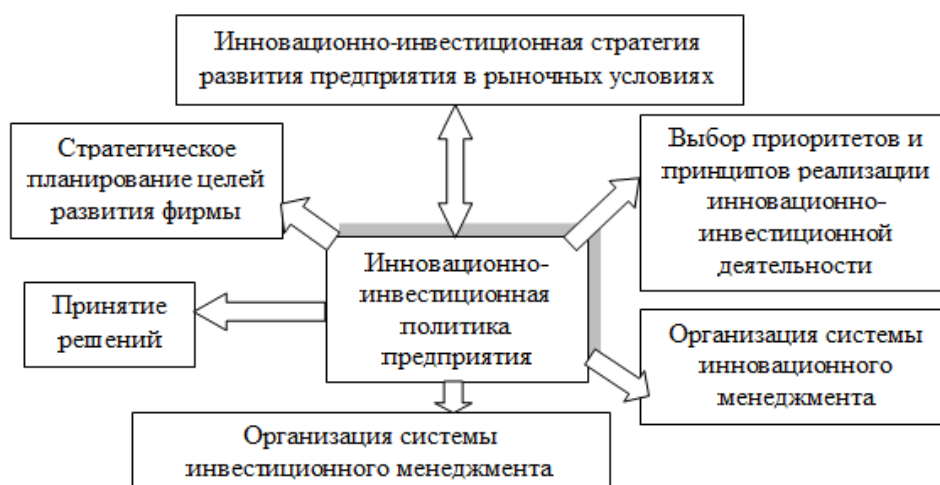 Инновационно-инвестиционная стратегия
развития предприятия в рыночных условиях
Стратегическое
планирование целей
развития фирмы
Выбор приоритетов и
принципов реализации
инновационно-
инвестиционной
деятельности
Инновационно-
инвестиционная
политика
предприятия
Принятие
решений
Организация системы
инновационного
менеджмента
Организация системы
инвестиционного менеджмента